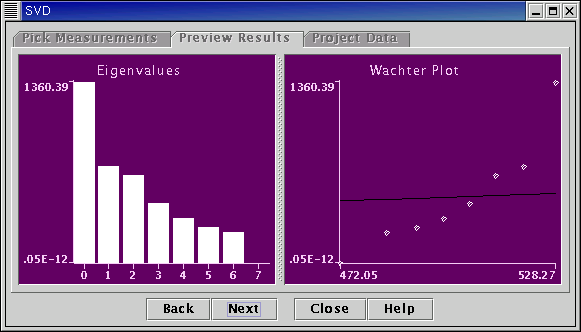 SVD
Pick Measurements Preview Results Project Data
Eigenvalues
1360.39
.05E-12
0 1 2 3 4 5 6 7
Wachter Plot
1360.39
.05E-12
472.05 528.27
Back Next Close Help